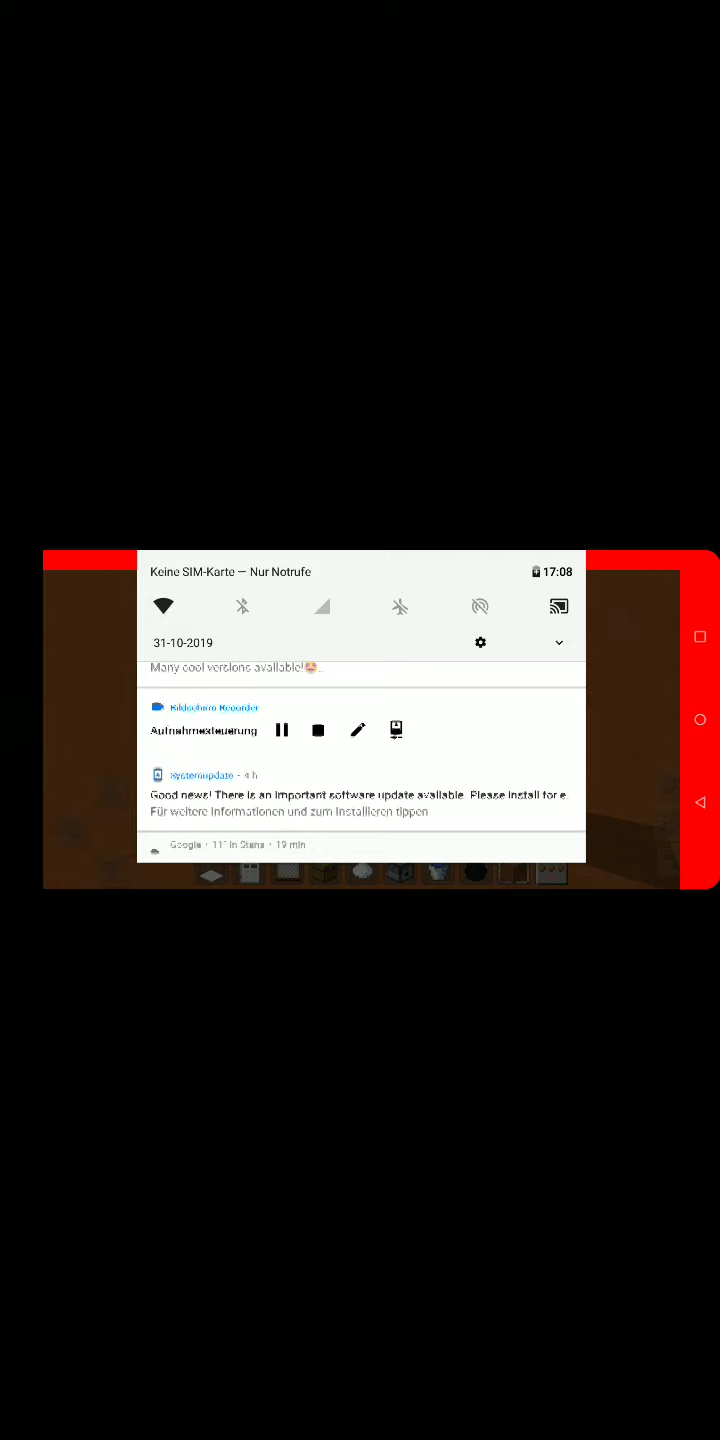 Keine SIM-Karte — Nur Notrufe
17:08
31-10-2019
Many cool versions available!🤩..
Bildschirm Recorder
Aufnahmesteuerung
Systemupdate • 4 h
Good news! There is an important software update available. Please install for e.
Für weitere Informationen und zum Installieren tippen
Google • 11° in Stans • 19 min